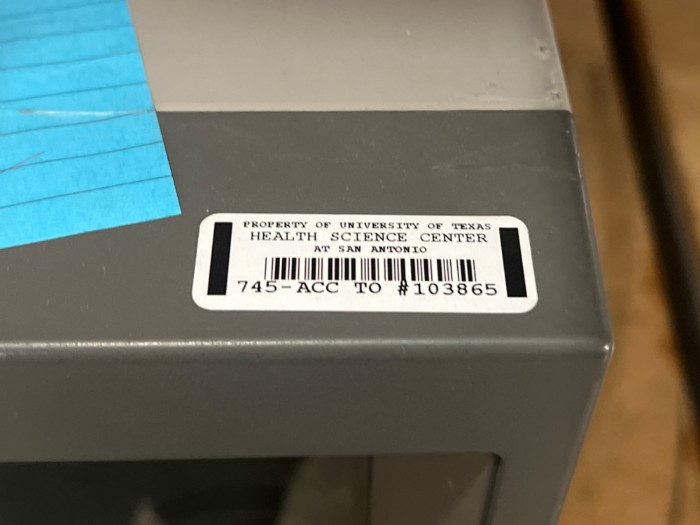 PROPERTY OF UNIVERSITY OF TEXAS
HEALTH SCIENCE CENTER
AT SAN ANTONIO
745-ACC TO #103865